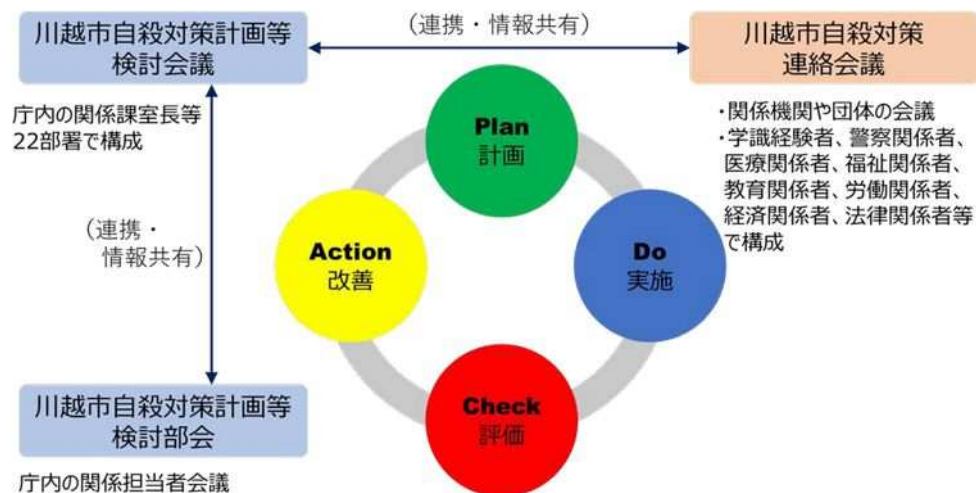 川越市自殺対策計画等
検討会議
(連携・情報共有)
川越市自殺対策
連絡会議
庁内の関係課室長等
22部署で構成
・関係機関や団体の会議
・学識経験者、警察関係者、
医療関係者、福祉関係者、
教育関係者、労働関係者、
経済関係者、法律関係者等
で構成
(連携・
情報共有)
Plan
計画
Action
改善
Do
実施
Check
評価
川越市自殺対策計画等
検討部会
庁内の関係担当者会議